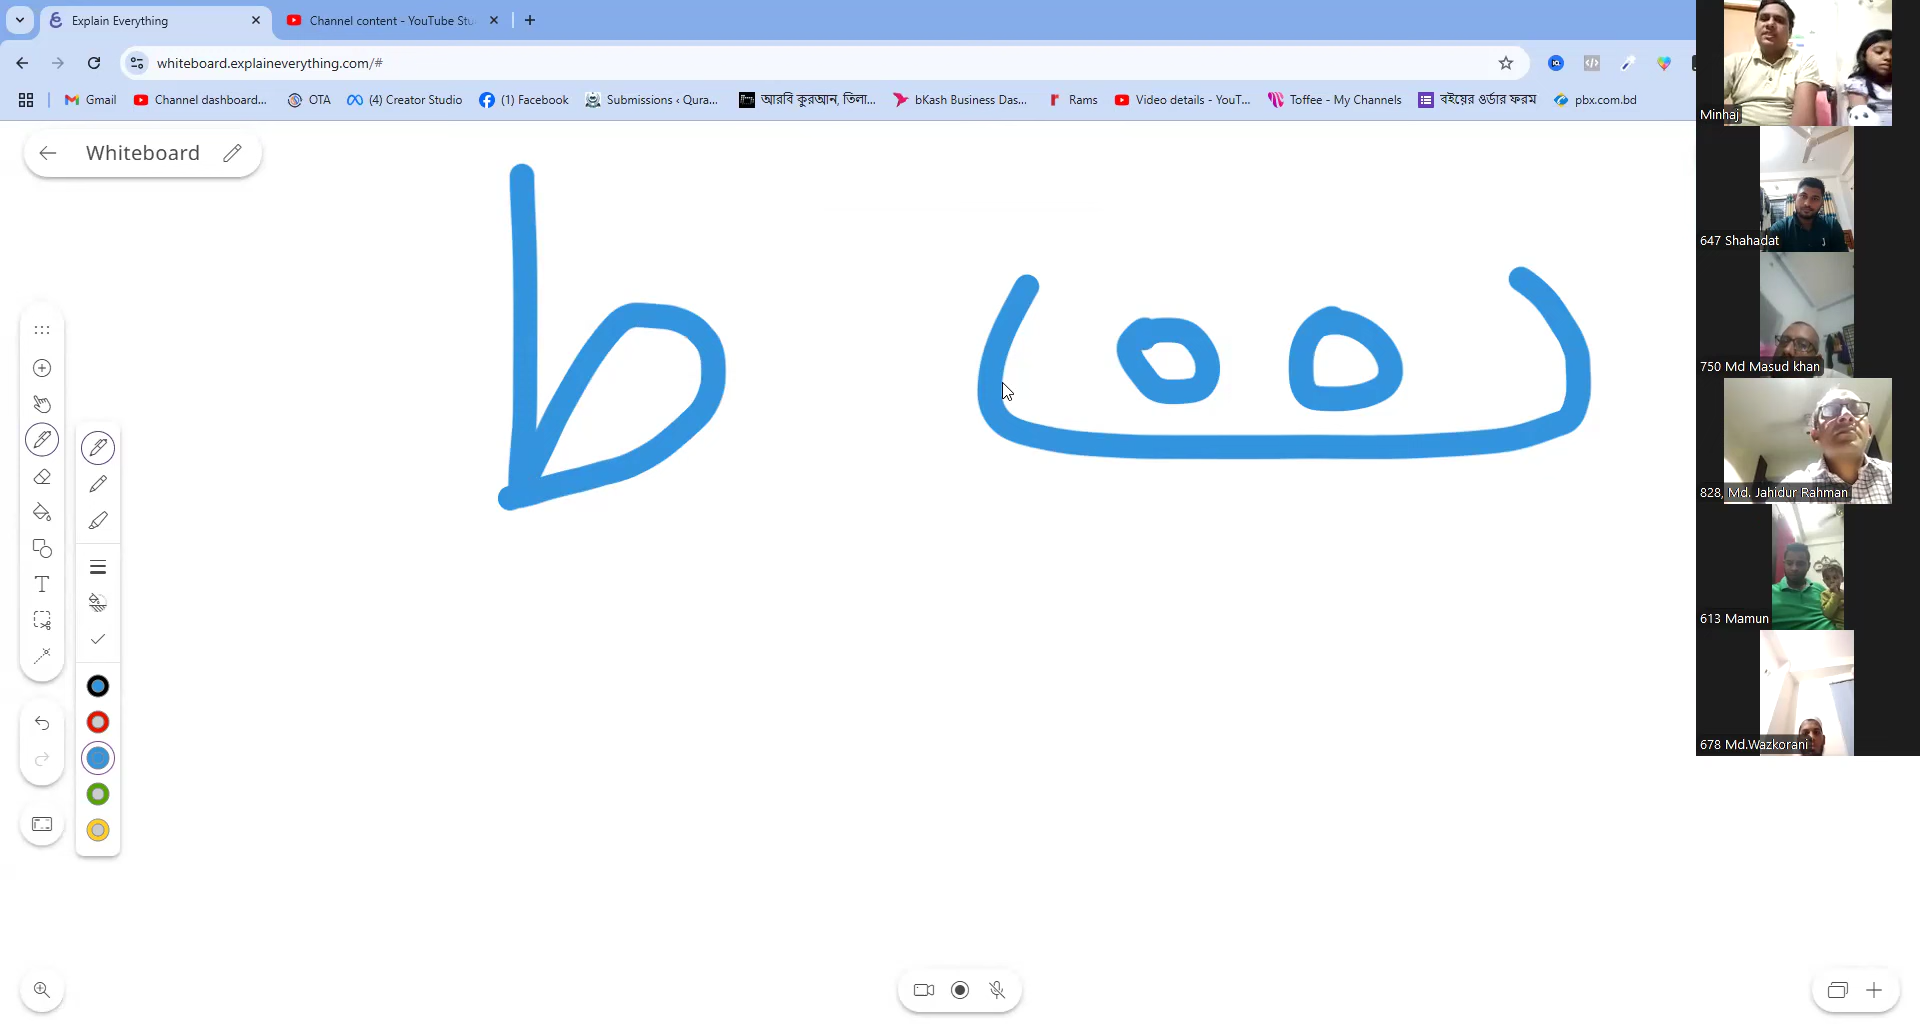 Explain Everything
Channel content - YouTube Stu
whiteboard.explaineverything.com/#
Gmail
Channel dashboard...
OTA
(4) Creator Studio
(1) Facebook
Submissions ‹ Qura...
আরবি কুরআন, তিলা...
bKash Business Das...
Rams
Video details - YouT...
Toffee - My Channels
বইয়ের ওর্ডার ফরম
pbx.com.bd
Whiteboard
Minhaj
647 Shahadat
750 Md Masud khan
828, Md. Jahidur Rahman
613 Mamun
678 Md.Wazkorani
T